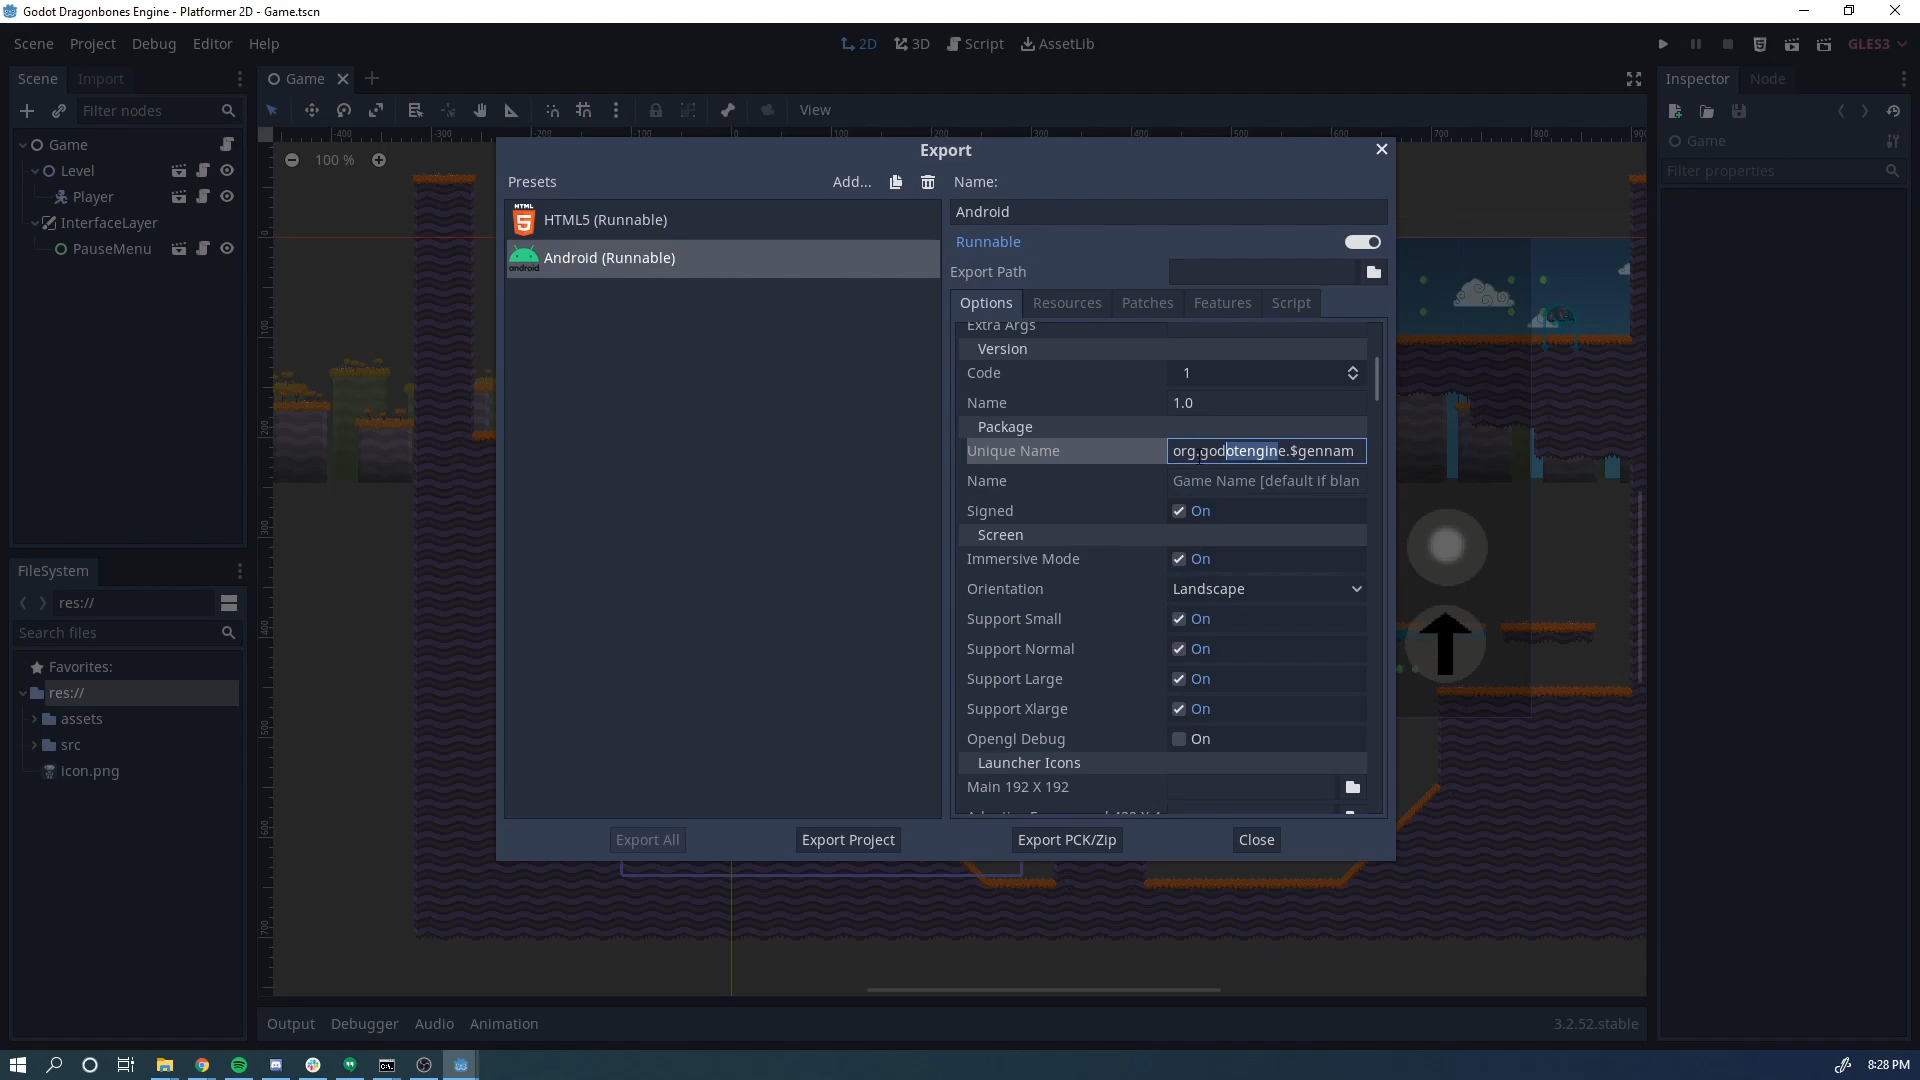 Godot Dragonbones Engine - Platformer 2D - Game.tscn
Scene Project Debug Editor Help
2D 3D Script AssetLib
GLES3
Scene Import
Game
Inspector Node
Filter nodes
View
Game
Level
Player
InterfaceLayer
PauseMenu
100 %
Game
Filter properties
Export
Presets
Add...
HTML5 (Runnable)
Android (Runnable)
Name:
Android
Runnable
Export Path
Options Resources Patches Features Script
Extra Args
Version
Code 1
Name 1.0
Package
Unique Name org.godotengine.$gennam
Name Game Name [default if blan
Signed On
Screen
Immersive Mode On
Orientation Landscape
Support Small On
Support Normal On
Support Large On
Support Xlarge On
Opengl Debug On
Launcher Icons
Main 192 X 192
Export All Export Project Export PCK/Zip Close
FileSystem
res://
Search files
Favorites:
res://
assets
src
icon.png
Output Debugger Audio Animation
3.2.52.stable
8:28 PM